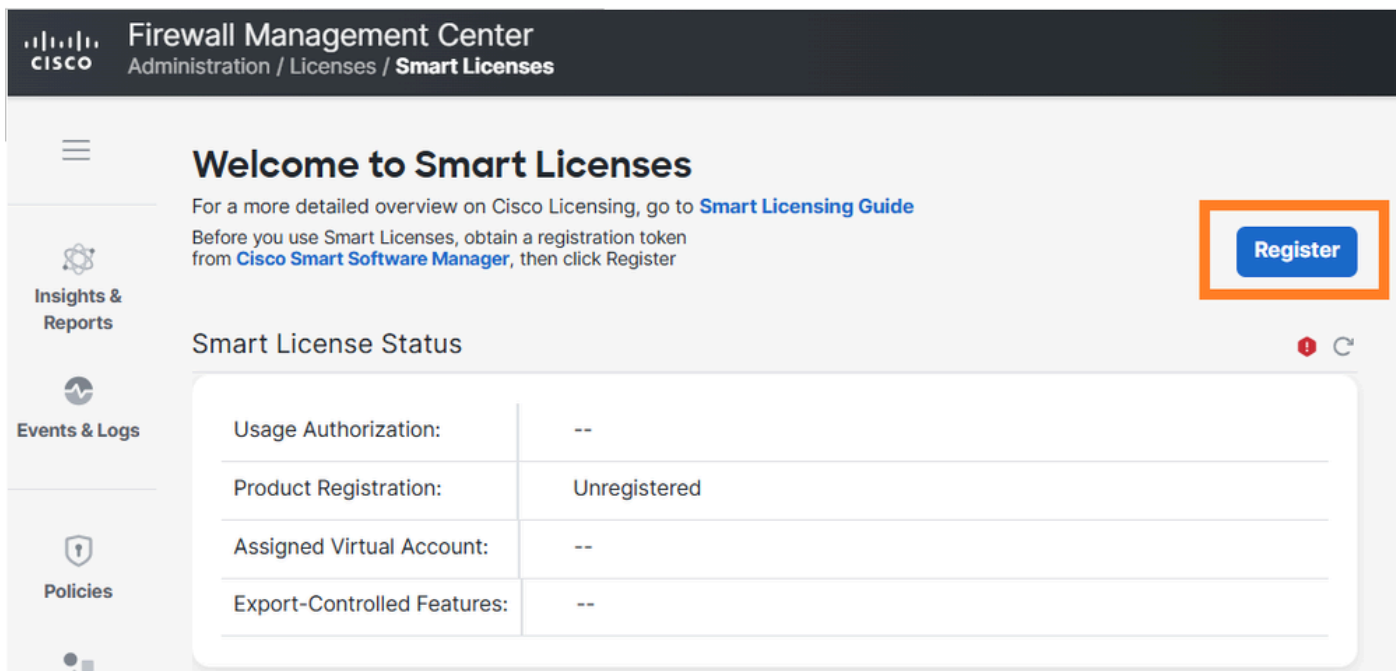 CISCO
Firewall Management Center
Administration / Licenses / Smart Licenses
Welcome to Smart Licenses
For a more detailed overview on Cisco Licensing, go to Smart Licensing Guide
Before you use Smart Licenses, obtain a registration token
from Cisco Smart Software Manager, then click Register
Register
Insights &
Reports
Events & Logs
Policies
Smart License Status
Usage Authorization: --
Product Registration: Unregistered
Assigned Virtual Account: --
Export-Controlled Features: --